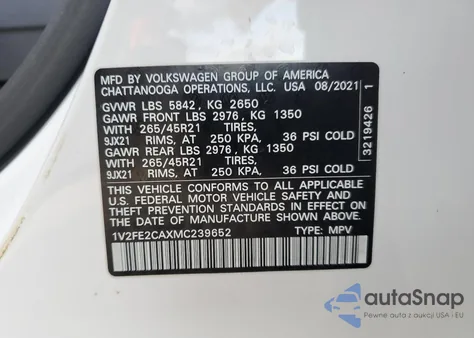 MFD BY VOLKSWAGEN GROUP OF AMERICA
CHATTANOOGA OPERATIONS, LLC. USA 08/2021
GVWR LBS 5842, KG 2650
GAWR FRONT LBS 2976, KG 1350
WITH 265/45R21 TIRES,
9JX21 RIMS, AT 250 KPA, 36 PSI COLD
GAWR REAR LBS 2976, KG 1350
WITH 265/45R21 TIRES,
9JX21 RIMS, AT 250 KPA, 36 PSI COLD
THIS VEHICLE CONFORMS TO ALL APPLICABLE
U.S. FEDERAL MOTOR VEHICLE SAFETY
STANDARDS IN EFFECT ON
THE DATE OF MANUFACTURE SHOWN ABOVE.
1V2FE2CAXMC239652 TYPE: MPV
3219426 1
autoSnap
Pewne auto z USA i EU